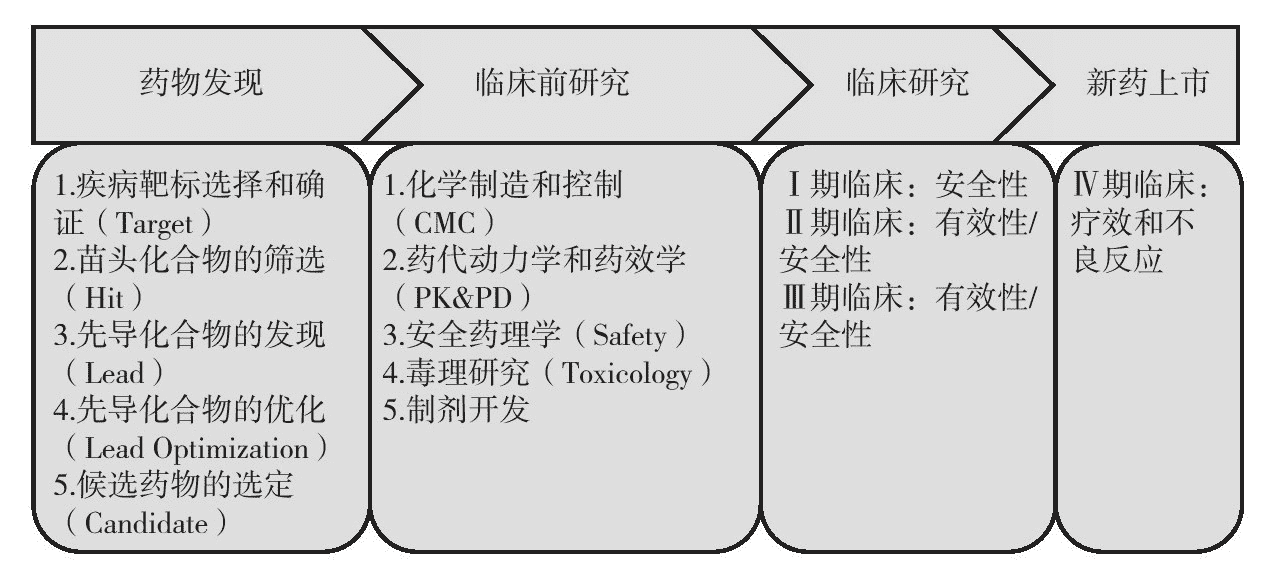 药物发现
临床前研究
临床研究
新药上市
1.疾病靶标选择和确
证（Target）
2.苗头化合物的筛选
（Hit）
3.先导化合物的发现
（Lead）
4.先导化合物的优化
（Lead Optimization）
5.候选药物的选定
（Candidate）
1.化学制造和控制
（CMC）
2.药代动力学和药效学
（PK&PD）
3.安全药理学（Safety）
4.毒理研究（Toxicology）
5.制剂开发
Ⅰ期临床：安全性
Ⅱ期临床：有效性/
安全性
Ⅲ期临床：有效性/
安全性
Ⅳ期临床：
疗效和不
良反应